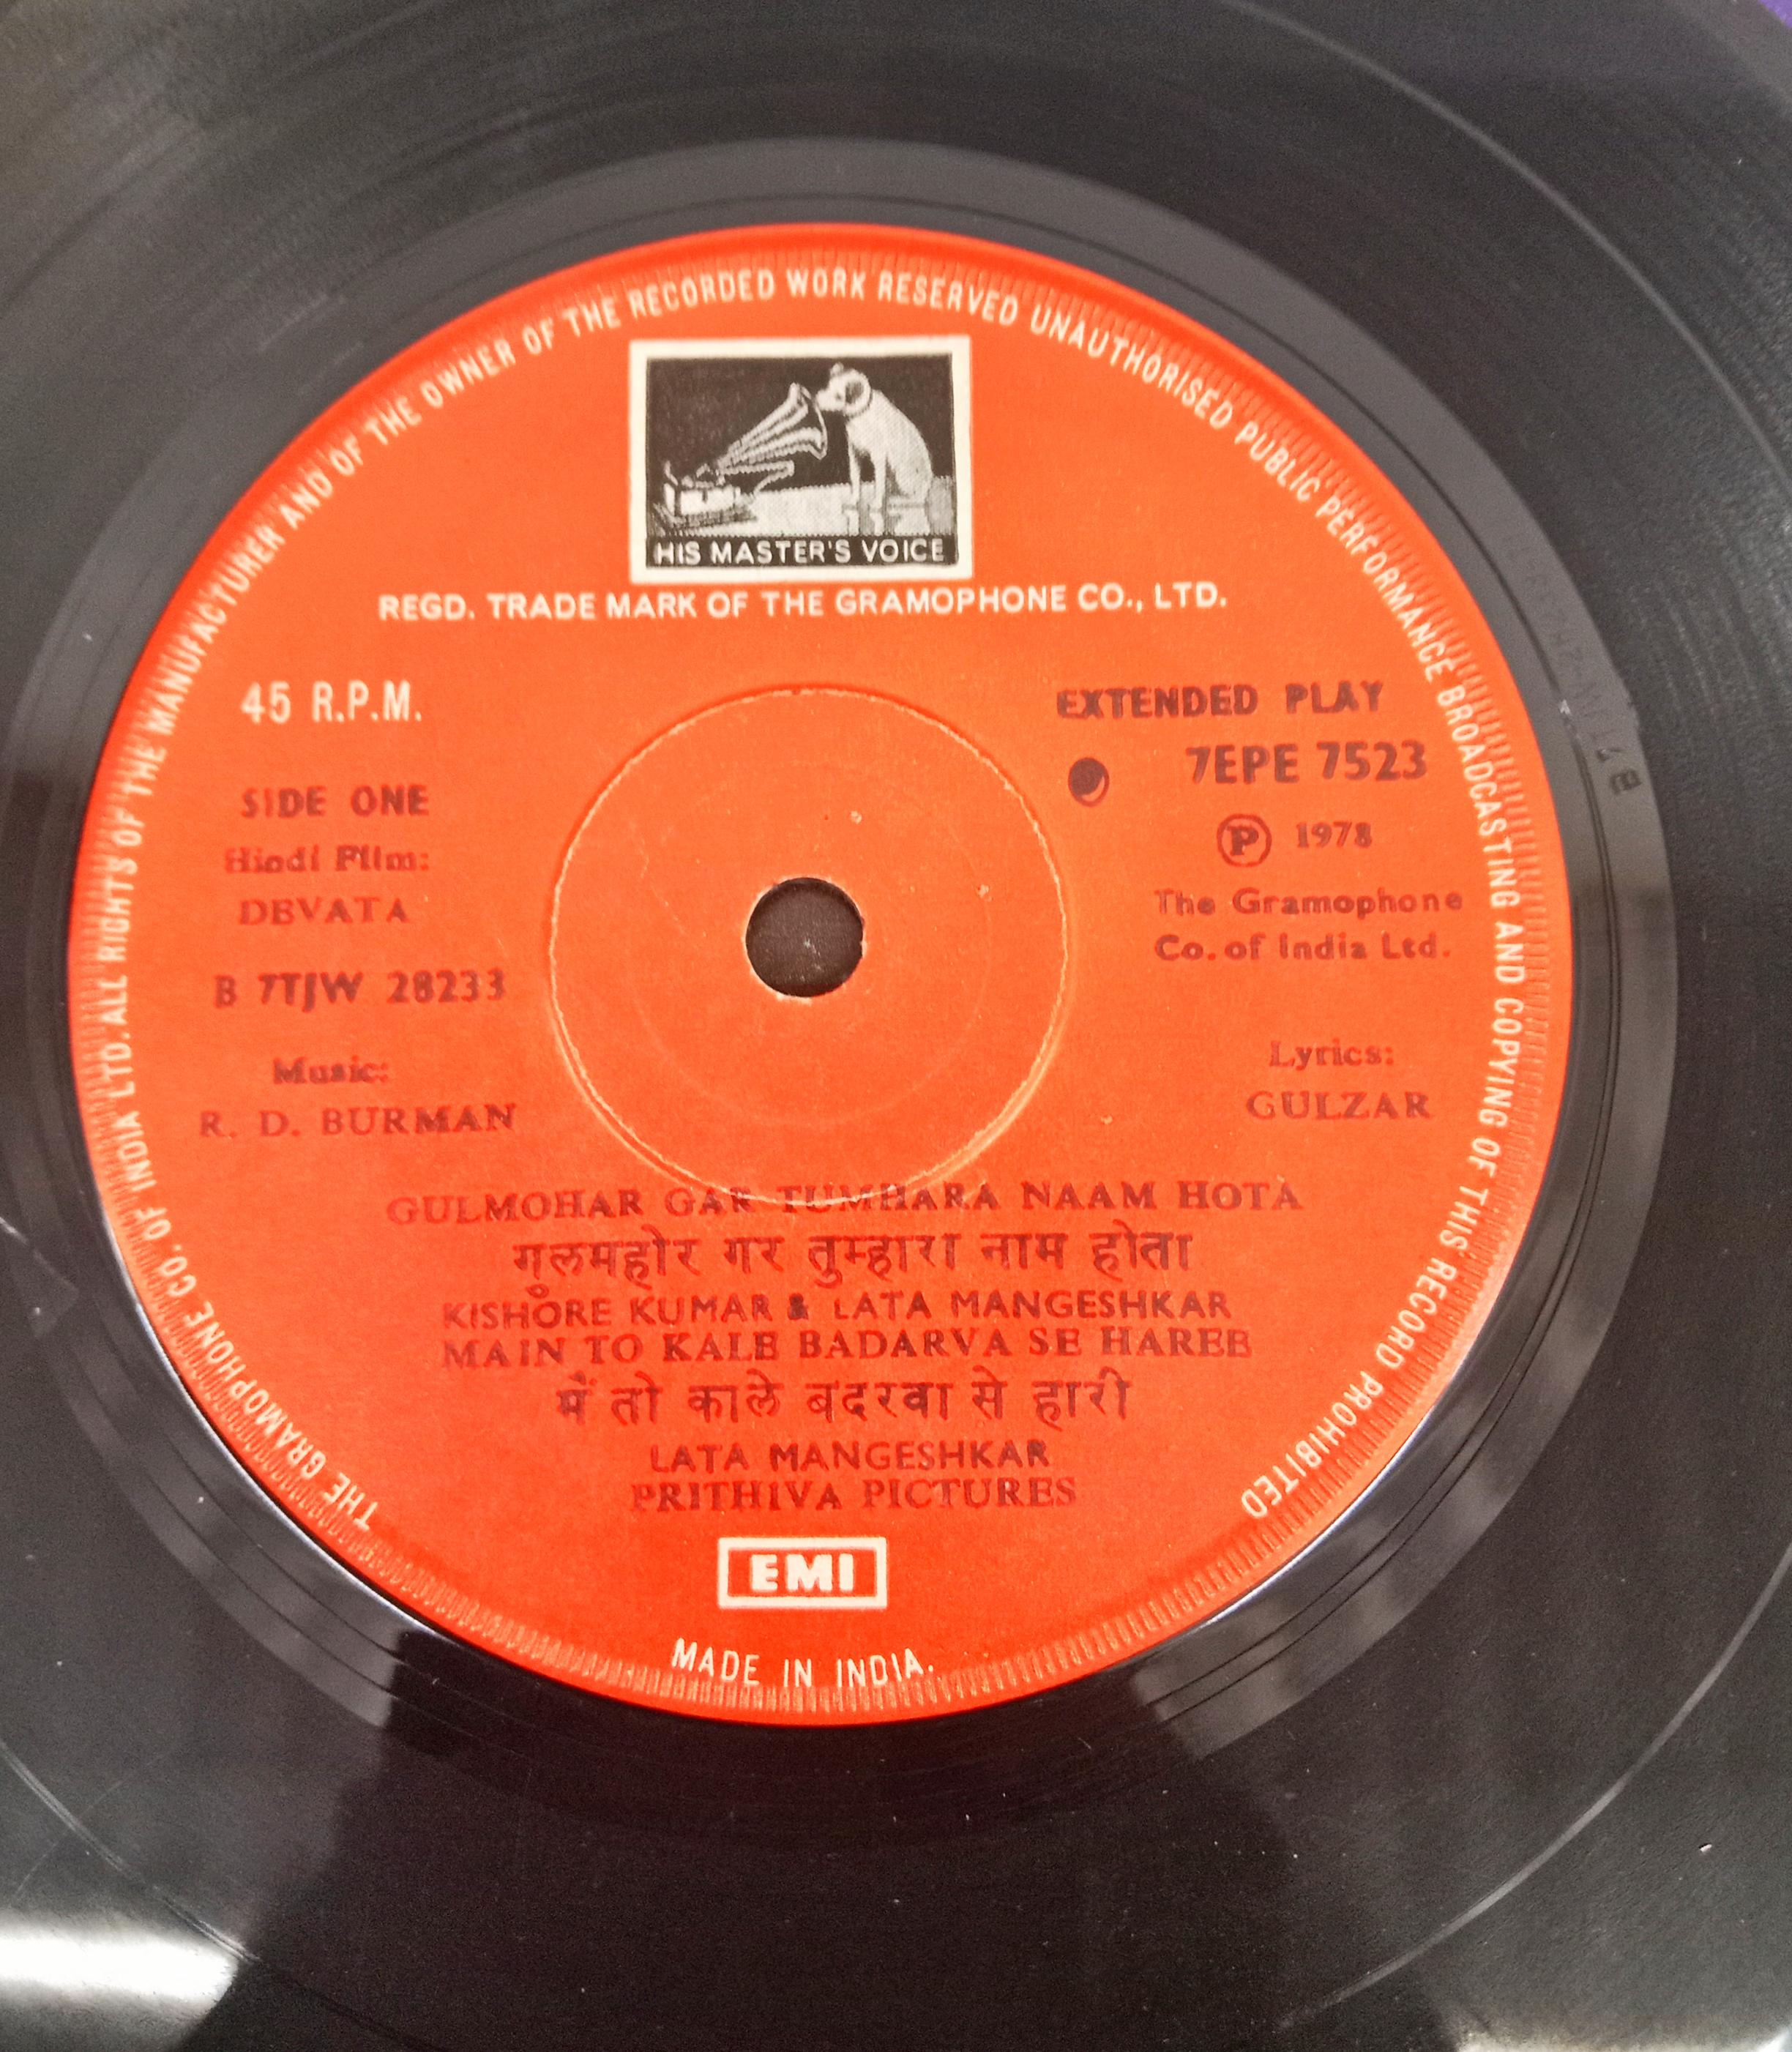 THE GRAMOPHONE CO. OF INDIA LTD. ALL RIGHTS OF THE MANUFACTURER AND OF THE OWNER OF THE RECORDED WORK RESERVED UNAUTHORISED PUBLIC PERFORMANCE BROADCASTING AND COPYING OF THIS RECORD PROHIBITED
HIS MASTER'S VOICE
REGD. TRADE MARK OF THE GRAMOPHONE CO., LTD.
45 R.P.M.
SIDE ONE
Hindi Film:
DEVATA
B 7TJW 28233
Music:
R. D. BURMAN
EXTENDED PLAY
7EPE 7523
Ⓟ 1978
The Gramophone
Co. of India Ltd.
Lyrics:
GULZAR
GULMOHAR GAR TUMHARA NAAM HOTA
गुलमहोर गर तुम्हारा नाम होता
KISHORE KUMAR & LATA MANGESHKAR
MAIN TO KALE BADARVA SE HAREE
मैं तो काले बदरवा से हारी
LATA MANGESHKAR
PRITHIVA PICTURES
EMI
MADE IN INDIA.